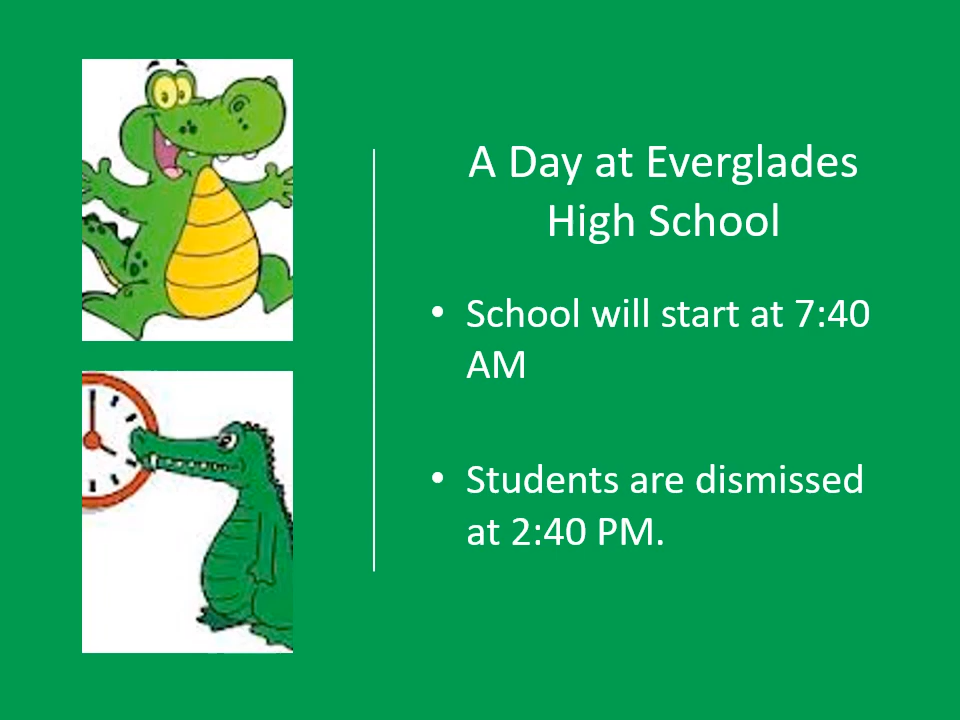 A Day at Everglades
High School
• School will start at 7:40
AM
• Students are dismissed
at 2:40 PM.